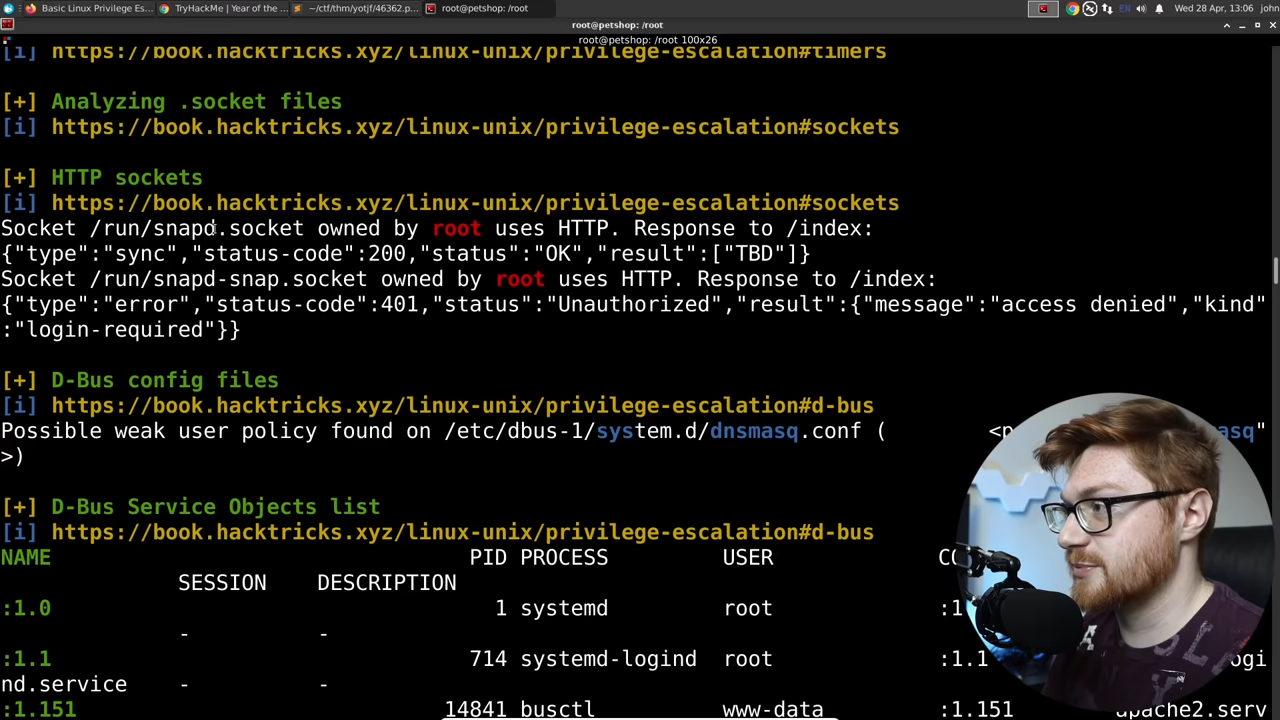 Basic Linux Privilege Es…
TryHackMe | Year of the …
~/ctf/thm/yotjf/46362.p…
root@petshop: /root
EN
Wed 28 Apr, 13:06 john
root@petshop: /root
root@petshop: /root 100x26
[i] https://book.hacktricks.xyz/linux-unix/privilege-escalation#timers
[+] Analyzing .socket files
[i] https://book.hacktricks.xyz/linux-unix/privilege-escalation#sockets
[+] HTTP sockets
[i] https://book.hacktricks.xyz/linux-unix/privilege-escalation#sockets
Socket /run/snapd.socket owned by root uses HTTP. Response to /index:
{"type":"sync","status-code":200,"status":"OK","result":["TBD"]}
Socket /run/snapd-snap.socket owned by root uses HTTP. Response to /index:
{"type":"error","status-code":401,"status":"Unauthorized","result":{"message":"access denied","kind"
:"login-required"}}
[+] D-Bus config files
[i] https://book.hacktricks.xyz/linux-unix/privilege-escalation#d-bus
Possible weak user policy found on /etc/dbus-1/system.d/dnsmasq.conf ( <p
>)
[+] D-Bus Service Objects list
[i] https://book.hacktricks.xyz/linux-unix/privilege-escalation#d-bus
NAME PID PROCESS USER
SESSION DESCRIPTION
:1.0 1 systemd root
- -
:1.1 714 systemd-logind root :1.1
nd.service - -
:1.151 14841 busctl www-data :1.151 apache2.serv